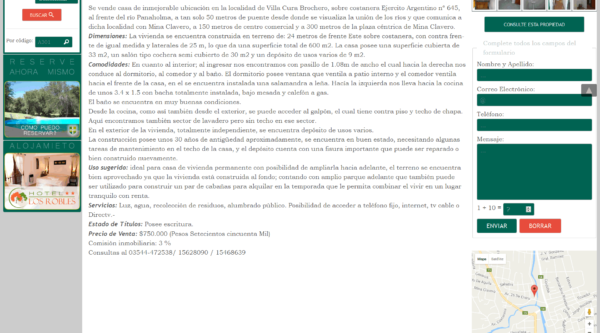 BUSCAR
Por código:
RESERVE
AHORA MISMO
COMO PUEDO
RESERVAR?
ALOJAMIETO
HOTEL
LOS ROBLES
Se vende casa de inmejorable ubicación en la localidad de Villa Cura Brochero, sobre costanera Ejercito Argentino nº 645,
al frente del río Panaholma, a tan solo 50 metros de puente desde donde se visualiza la unión de los ríos y que comunica a
dicha localidad con Mina Clavero, a 150 metros de centro comercial y a 300 metros de la plaza céntrica de Mina Clavero.
Dimensiones: La vivienda se encuentra construida en terreno de: 24 metros de frente Este sobre costanera, con contra fren-
te de igual medida y laterales de 25 m, lo que da una superficie total de 600 m2. La casa posee una superficie cubierta de
33 m2, un salón tipo cochera semi cubierto de 30 m2 y un depósito de usos varios de 9 m2.
Comodidades: En cuanto al interior; al ingresar nos encontramos con pasillo de 1.08m de ancho el cual hacia la derecha nos
conduce al dormitorio, al comedor y al baño. El dormitorio posee ventana que ventila a patio interno y el comedor ventila
hacia el frente de la casa, en el se encuentra instalada una salamandra a leña. Hacia la izquierda nos lleva hacia la cocina
de unos 3.4 x 1.5 con bacha totalmente instalada, bajo mesada y calefón a gas.
El baño se encuentra en muy buenas condiciones.
Desde la cocina, como así también desde el exterior, se puede acceder al galpón, el cual tiene contra piso y techo de chapa.
Aquí encontramos también sector de lavadero pero sin techo en ese sector.
En el exterior de la vivienda, totalmente independiente, se encuentra depósito de usos varios.
La construcción posee unos 30 años de antigüedad aproximadamente, se encuentra en buen estado, necesitando algunas
tareas de mantenimiento en el techo de la casa, y el depósito cuenta con una fisura importante que puede ser reparada o
bien construido nuevamente.
Uso sugerido: ideal para casa de vivienda permanente con posibilidad de ampliarla hacia adelante, el terreno se encuentra
bien aprovechado ya que la vivienda está construida al fondo; contando con amplio parque adelante que también puede
ser utilizado para construir un par de cabañas para alquilar en la temporada que le permita combinar el vivir en un lugar
tranquilo con renta.
Servicios: Luz, agua, recolección de residuos, alumbrado público. Posibilidad de acceder a teléfono fijo, internet, tv cable o
Directv.-
Estado de Títulos: Posee escritura.
Precio de Venta: $750.000 (Pesos Setecientos cincuenta Mil)
Comisión inmobiliaria: 3 %
Consultas al 03544-472538/ 15628090 / 15468639
CONSULTE ESTA PROPIEDAD
Complete todos los campos del
formulario
Nombre y Apellido:
Correo Electrónico:
Teléfono:
Mensaje:
1 + 10 =
ENVIAR
BORRAR
Mapa
Satélite